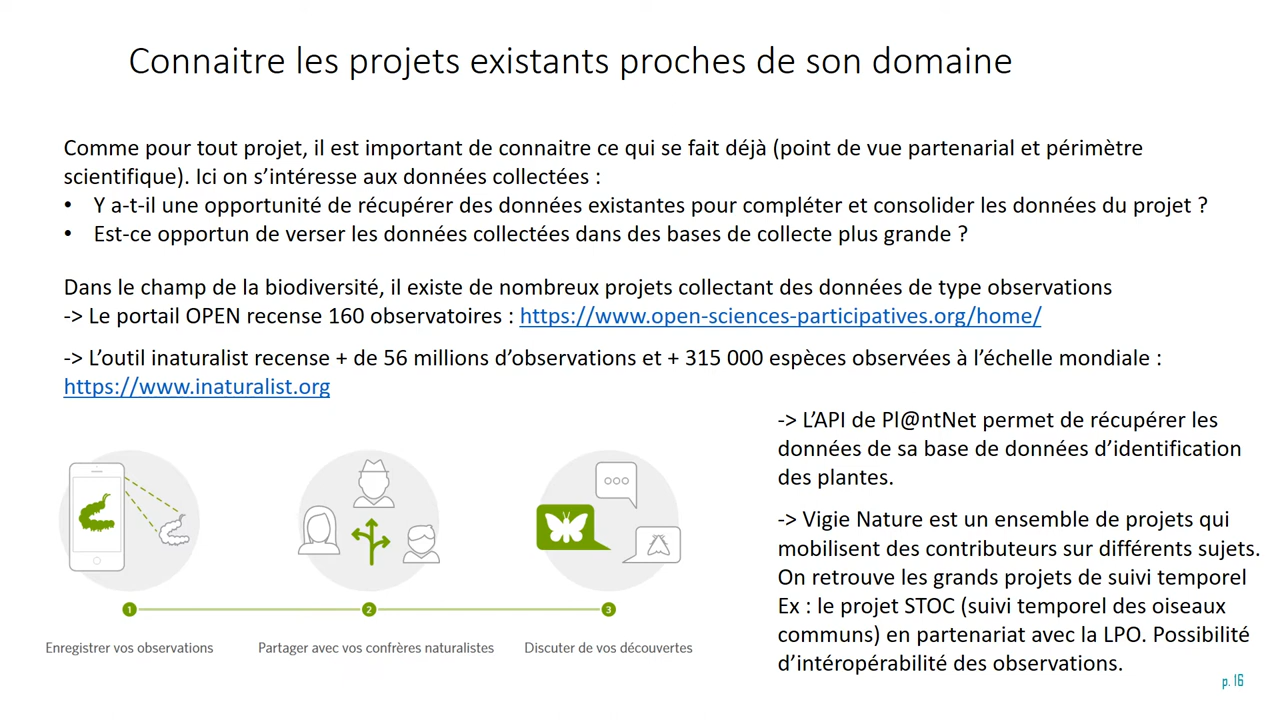 Connaitre les projets existants proches de son domaine
Comme pour tout projet, il est important de connaitre ce qui se fait déjà (point de vue partenarial et périmètre
scientifique). Ici on s’intéresse aux données collectées :
• Y a-t-il une opportunité de récupérer des données existantes pour compléter et consolider les données du projet ?
• Est-ce opportun de verser les données collectées dans des bases de collecte plus grande ?
Dans le champ de la biodiversité, il existe de nombreux projets collectant des données de type observations
-> Le portail OPEN recense 160 observatoires : https://www.open-sciences-participatives.org/home/
-> L’outil inaturalist recense + de 56 millions d’observations et + 315 000 espèces observées à l’échelle mondiale :
https://www.inaturalist.org
1
2
3
Enregistrer vos observations
Partager avec vos confrères naturalistes
Discuter de vos découvertes
-> L’API de Pl@ntNet permet de récupérer les
données de sa base de données d’identification
des plantes.
-> Vigie Nature est un ensemble de projets qui
mobilisent des contributeurs sur différents sujets.
On retrouve les grands projets de suivi temporel
Ex : le projet STOC (suivi temporel des oiseaux
communs) en partenariat avec la LPO. Possibilité
d’intéropérabilité des observations.
p. 16